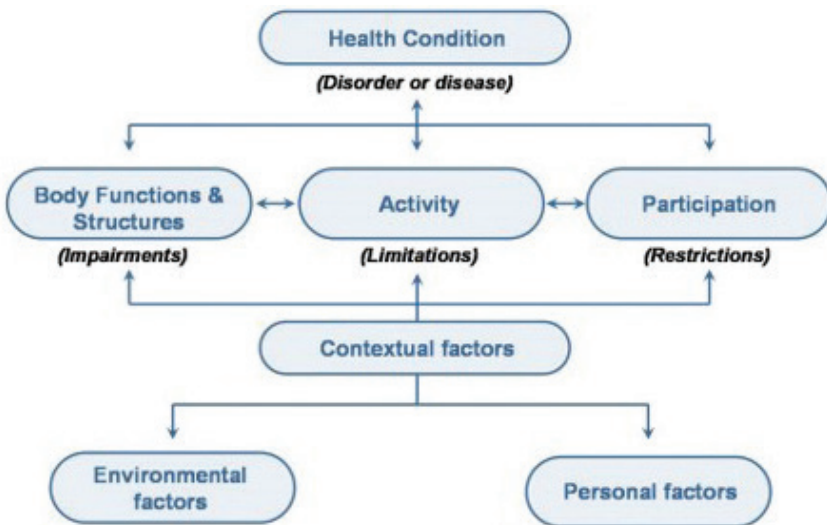 Health Condition
(Disorder or disease)
Body Functions &
Structures
Activity
Participation
(Impairments)
(Limitations)
(Restrictions)
Contextual factors
Environmental
factors
Personal factors